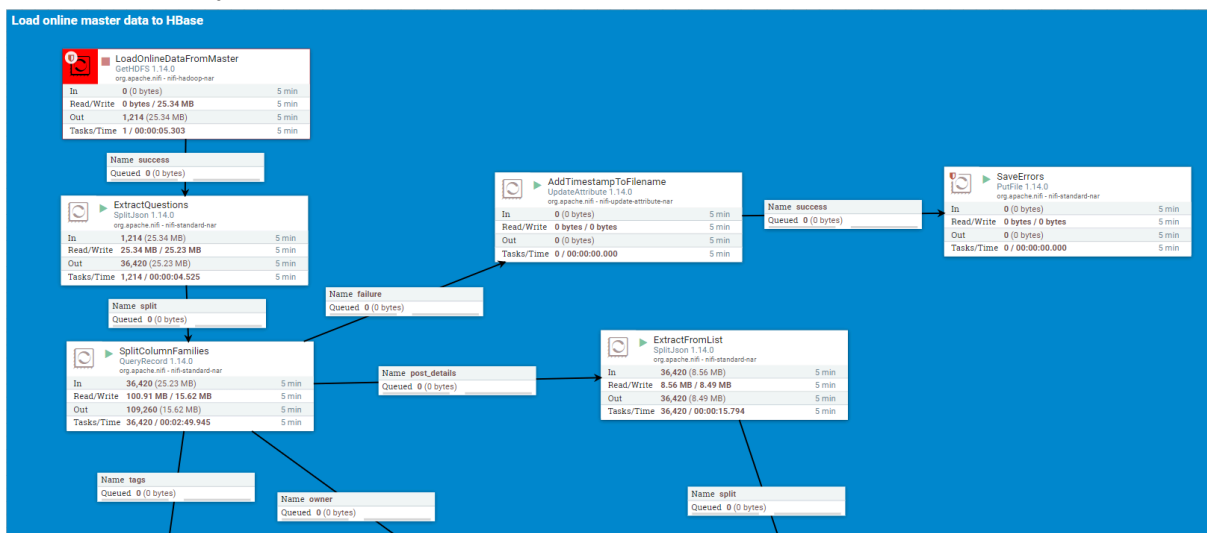 Load online master data to HBase
LoadOnlineDataFromMaster
GetHDFS 1.14.0
org.apache.nifi - nifi-hadoop-nar
In 0 (0 bytes) 5 min
Read/Write 0 bytes / 25.34 MB 5 min
Out 1,214 (25.34 MB) 5 min
Tasks/Time 1 / 00:00:05.303 5 min
Name success
Queued 0 (0 bytes)
ExtractQuestions
SplitJson 1.14.0
org.apache.nifi - nifi-standard-nar
In 1,214 (25.34 MB) 5 min
Read/Write 25.34 MB / 25.23 MB 5 min
Out 36,420 (25.23 MB) 5 min
Tasks/Time 1,214 / 00:00:04.525 5 min
AddTimestampToFilename
UpdateAttribute 1.14.0
org.apache.nifi - nifi-update-attribute-nar
In 0 (0 bytes) 5 min
Read/Write 0 bytes / 0 bytes 5 min
Out 0 (0 bytes) 5 min
Tasks/Time 0 / 00:00:00.000 5 min
Name success
Queued 0 (0 bytes)
SaveErrors
PutFile 1.14.0
org.apache.nifi - nifi-standard-nar
In 0 (0 bytes) 5 min
Read/Write 0 bytes / 0 bytes 5 min
Out 0 (0 bytes) 5 min
Tasks/Time 0 / 00:00:00.000 5 min
Name split
Queued 0 (0 bytes)
Name failure
Queued 0 (0 bytes)
SplitColumnFamilies
QueryRecord 1.14.0
org.apache.nifi - nifi-standard-nar
In 36,420 (25.23 MB) 5 min
Read/Write 100.91 MB / 15.62 MB 5 min
Out 109,260 (15.62 MB) 5 min
Tasks/Time 36,420 / 00:02:49.945 5 min
Name post_details
Queued 0 (0 bytes)
ExtractFromList
SplitJson 1.14.0
org.apache.nifi - nifi-standard-nar
In 36,420 (8.56 MB) 5 min
Read/Write 8.56 MB / 8.49 MB 5 min
Out 36,420 (8.49 MB) 5 min
Tasks/Time 36,420 / 00:00:15.794 5 min
Name tags
Queued 0 (0 bytes)
Name owner
Queued 0 (0 bytes)
Name split
Queued 0 (0 bytes)